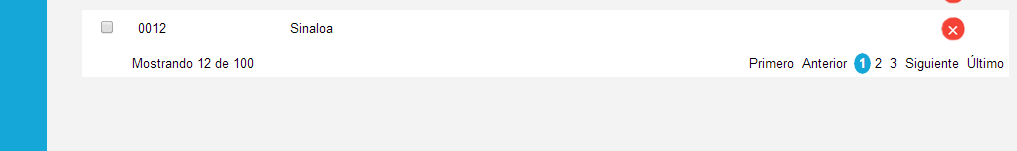 0012 Sinaloa
Mostrando 12 de 100 Primero Anterior 1 2 3 Siguiente Último